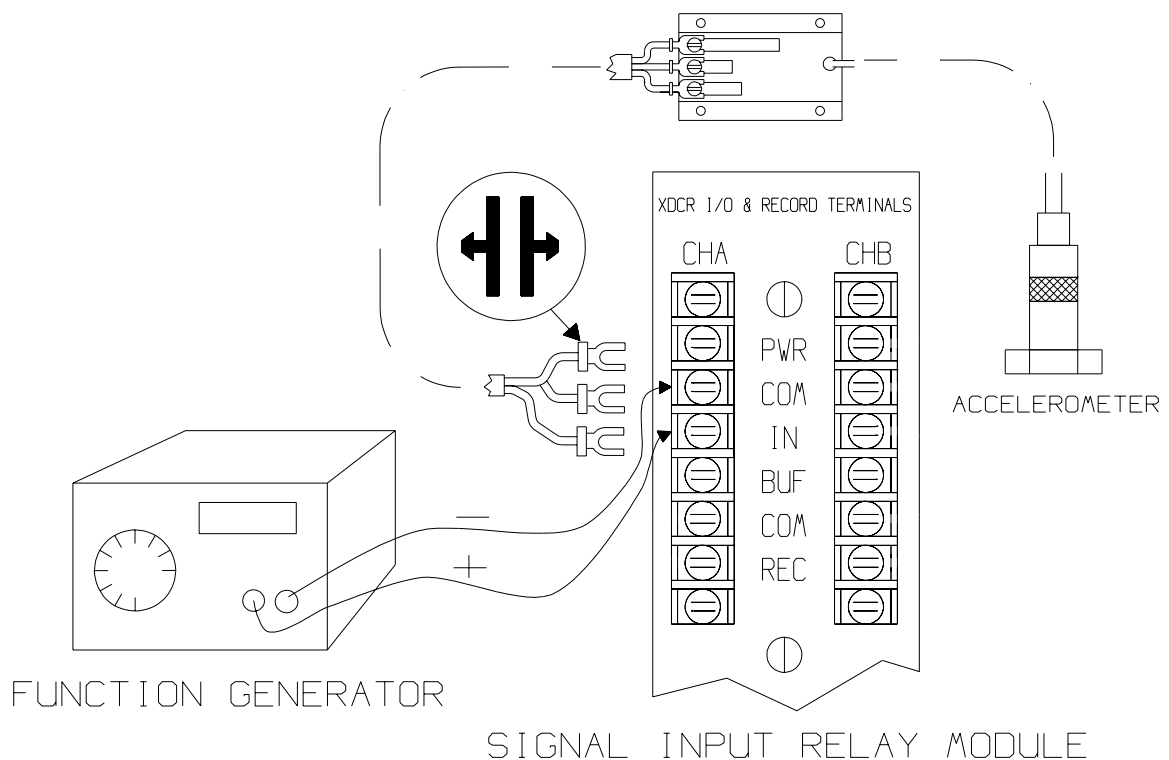 XDCR I/O & RECORD TERMINALS
CHA CHB
PWR
COM
IN
BUF
COM
REC
ACCELEROMETER
FUNCTION GENERATOR
SIGNAL INPUT RELAY MODULE